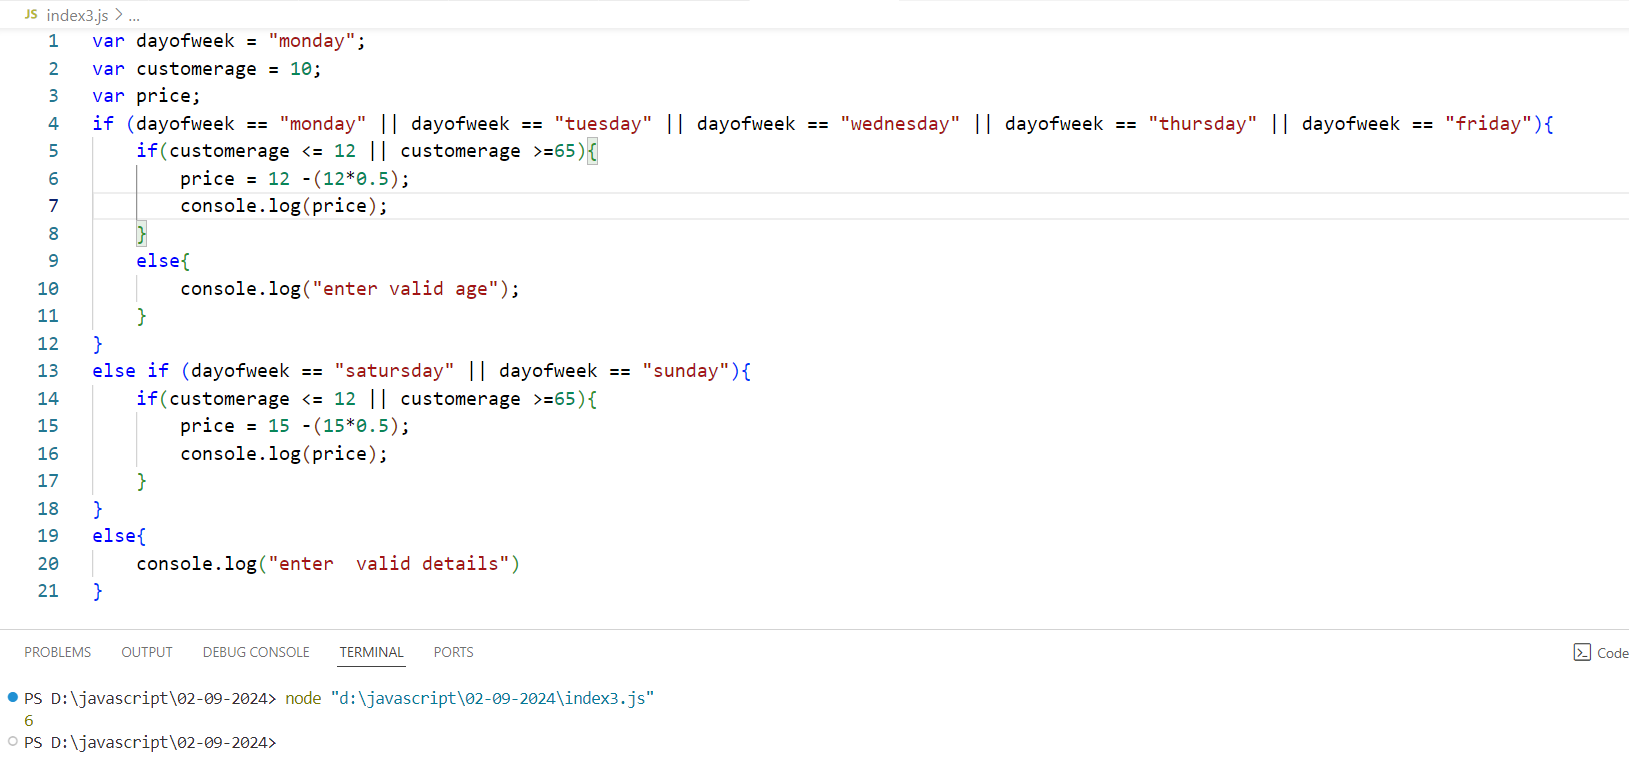 JS index3.js > ...
1 var dayofweek = "monday";
2 var customerage = 10;
3 var price;
4 if (dayofweek == "monday" || dayofweek == "tuesday" || dayofweek == "wednesday" || dayofweek == "thursday" || dayofweek == "friday"){
5     if(customerage <= 12 || customerage >=65){
6         price = 12 -(12*0.5);
7         console.log(price);
8     }
9     else{
10         console.log("enter valid age");
11     }
12 }
13 else if (dayofweek == "satursday" || dayofweek == "sunday"){
14     if(customerage <= 12 || customerage >=65){
15         price = 15 -(15*0.5);
16         console.log(price);
17     }
18 }
19 else{
20     console.log("enter  valid details")
21 }
PROBLEMS OUTPUT DEBUG CONSOLE TERMINAL PORTS Code
PS D:\javascript\02-09-2024> node "d:\javascript\02-09-2024\index3.js"
6
PS D:\javascript\02-09-2024>